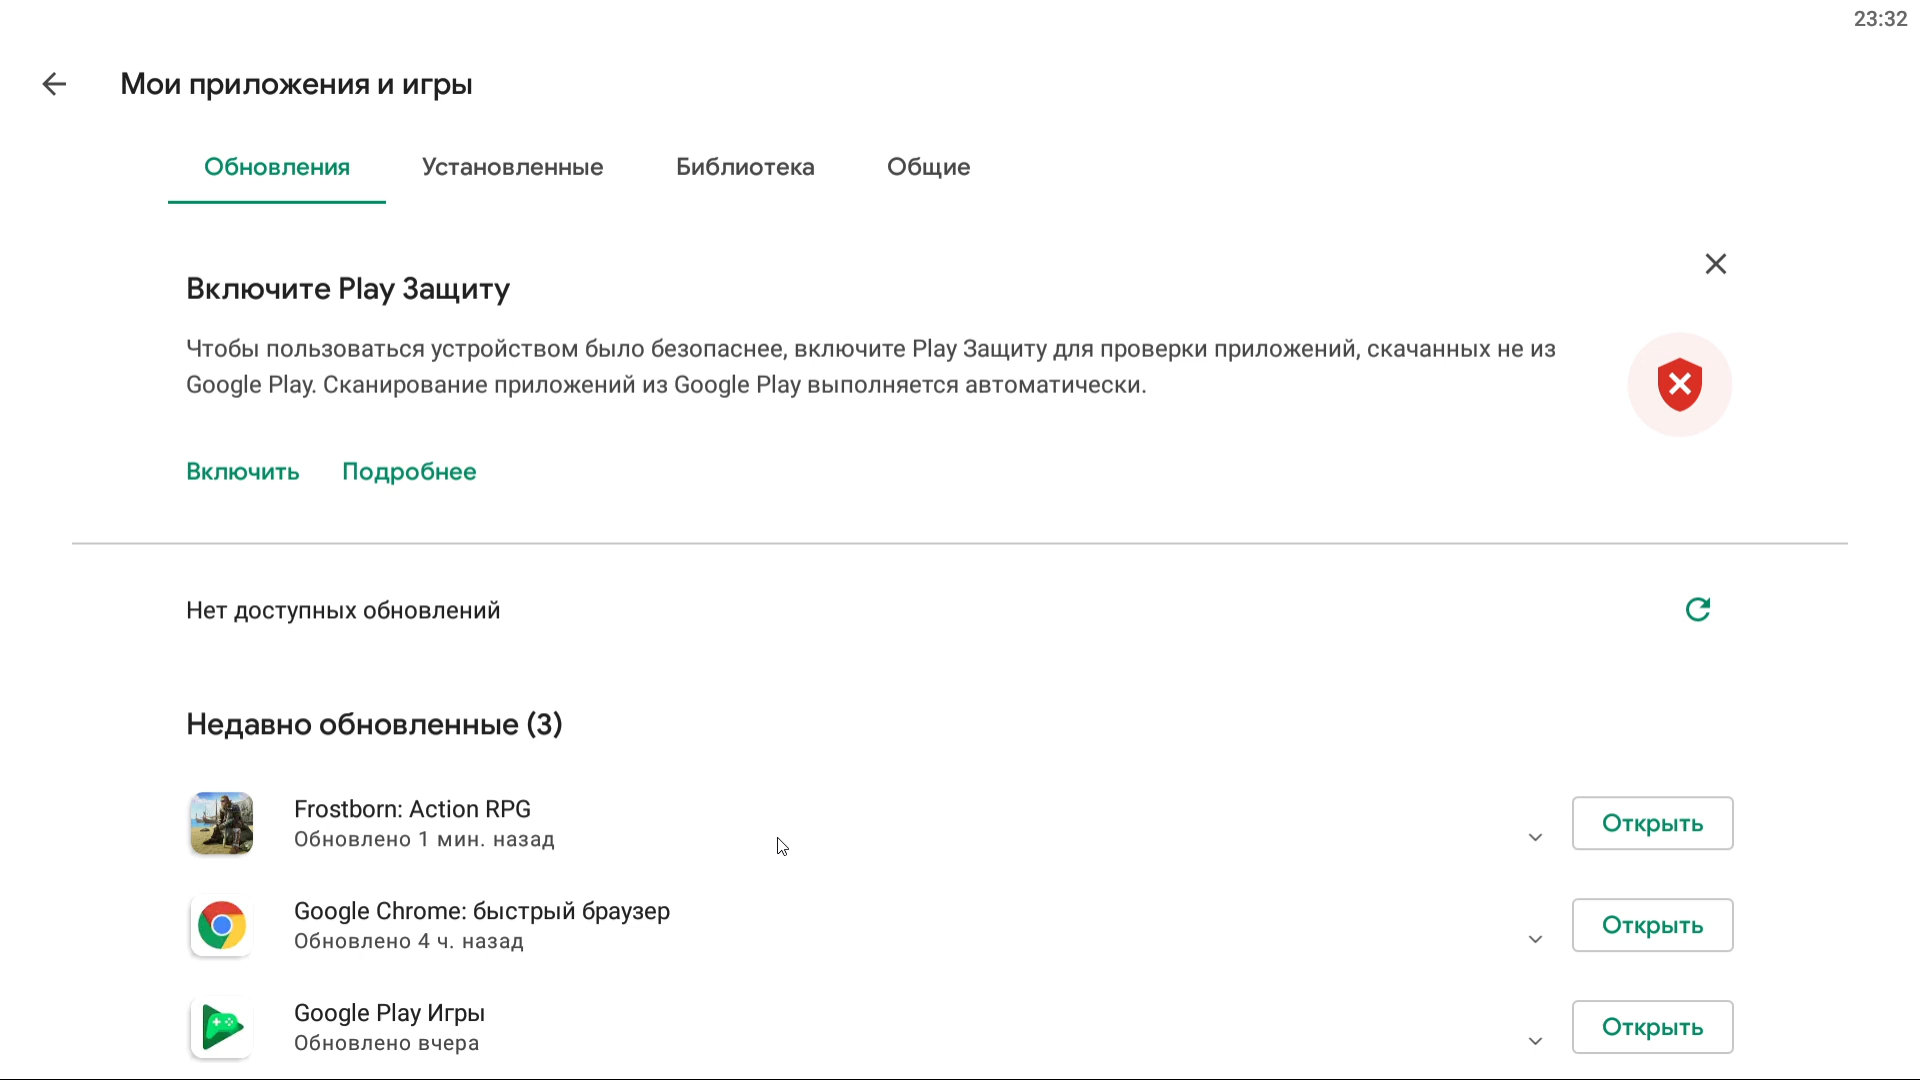 23:32
Мои приложения и игры
Обновления
Установленные
Библиотека
Общие
Включите Play Защиту
Чтобы пользоваться устройством было безопаснее, включите Play Защиту для проверки приложений, скачанных не из
Google Play. Сканирование приложений из Google Play выполняется автоматически.
Включить
Подробнее
Нет доступных обновлений
Недавно обновленные (3)
Frostborn: Action RPG
Обновлено 1 мин. назад
Открыть
Google Chrome: быстрый браузер
Обновлено 4 ч. назад
Открыть
Google Play Игры
Обновлено вчера
Открыть